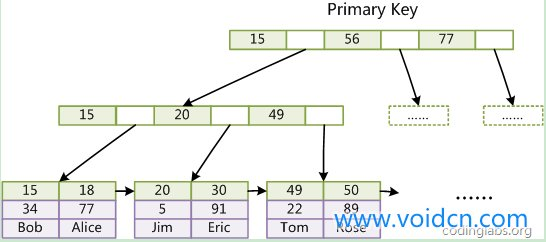 Primary Key
15 56 77
15 20 49
...... ......
15 18 20 30 49 50
34 77 5 91 22 89 ......
Bob Alice Jim Eric Tom Rose
www.voidcn.com
codinglabs.org